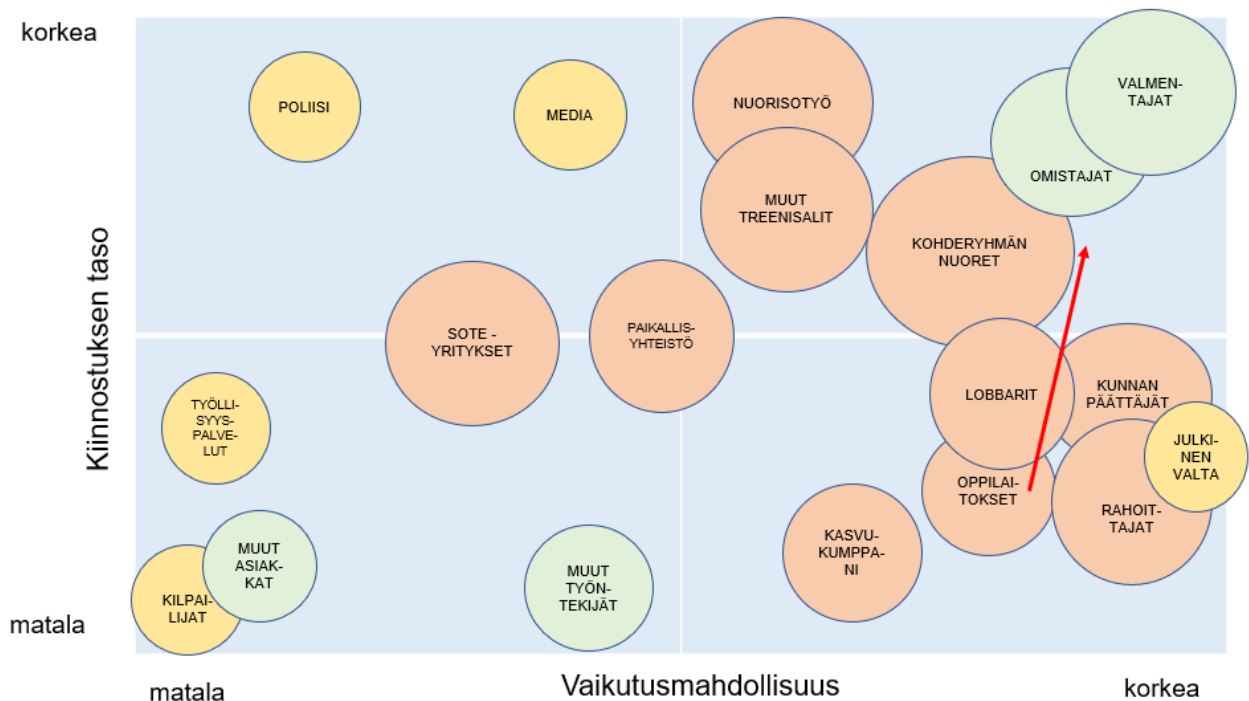 korkea
POLIISI
MEDIA
NUORISOTYÖ
VALMEN-
TAJAT
OMISTAJAT
MUUT
TREENISALIT
KOHDERYHMÄN
NUORET
Kiinnostuksen taso
SOTE -
YRITYKSET
PAIKALLIS-
YHTEISTÖ
LOBBARIT
KUNNAN
PÄÄTTÄJÄT
TYÖLLI-
SYYS-
PALVE-
LUT
JULKI-
NEN
VALTA
OPPILAI-
TOKSET
RAHOIT-
TAJAT
KASVU-
KUMPPA-
NI
MUUT
ASIAK-
KAT
MUUT
TYÖN-
TEKIJÄT
KILPAI-
LIJAT
matala
matala
Vaikutusmahdollisuus
korkea